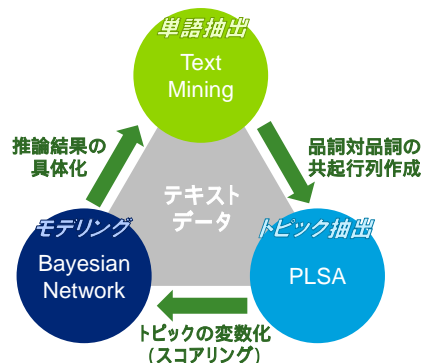 単語抽出
Text
Mining
推論結果の
具体化
品詞対品詞の
共起行列作成
テキスト
データ
モデリング
Bayesian
Network
トピック抽出
PLSA
トピックの変数化
（スコアリング）